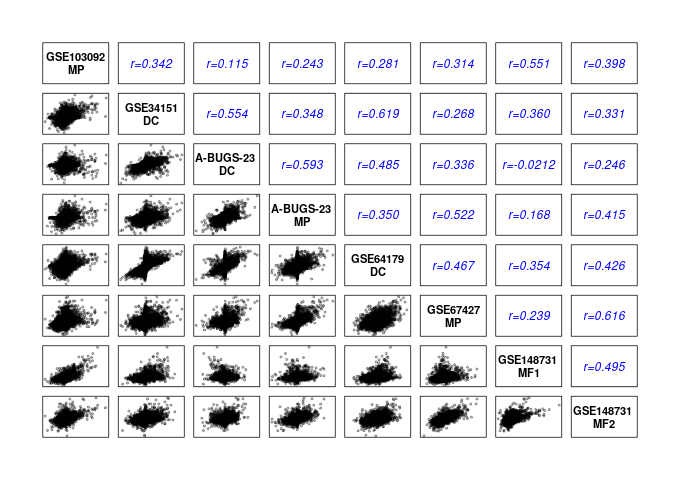 GSE103092
MP
r=0.342
r=0.115
r=0.243
r=0.281
r=0.314
r=0.551
r=0.398
GSE34151
DC
r=0.554
r=0.348
r=0.619
r=0.268
r=0.360
r=0.331
A-BUGS-23
DC
r=0.593
r=0.485
r=0.336
r=-0.0212
r=0.246
A-BUGS-23
MP
r=0.350
r=0.522
r=0.168
r=0.415
GSE64179
DC
r=0.467
r=0.354
r=0.426
GSE67427
MP
r=0.239
r=0.616
GSE148731
MF1
r=0.495
GSE148731
MF2